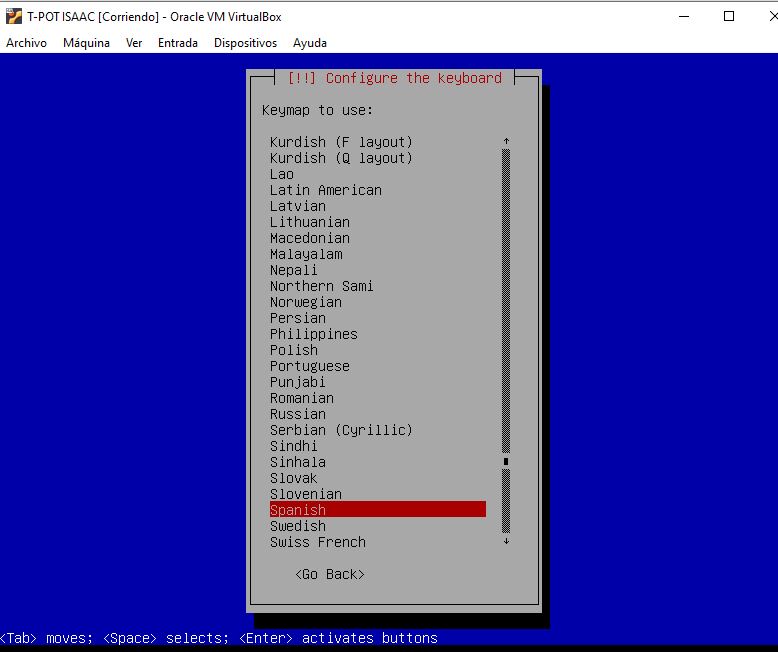 T-POT ISAAC [Corriendo] - Oracle VM VirtualBox
Archivo Máquina Ver Entrada Dispositivos Ayuda
[!!] Configure the keyboard
Keymap to use:
Kurdish (F layout)
Kurdish (Q layout)
Lao
Latin American
Latvian
Lithuanian
Macedonian
Malayalam
Nepali
Northern Sami
Norwegian
Persian
Philippines
Polish
Portuguese
Punjabi
Romanian
Russian
Serbian (Cyrillic)
Sindhi
Sinhala
Slovak
Slovenian
Spanish
Swedish
Swiss French
<Go Back>
<Tab> moves; <Space> selects; <Enter> activates buttons